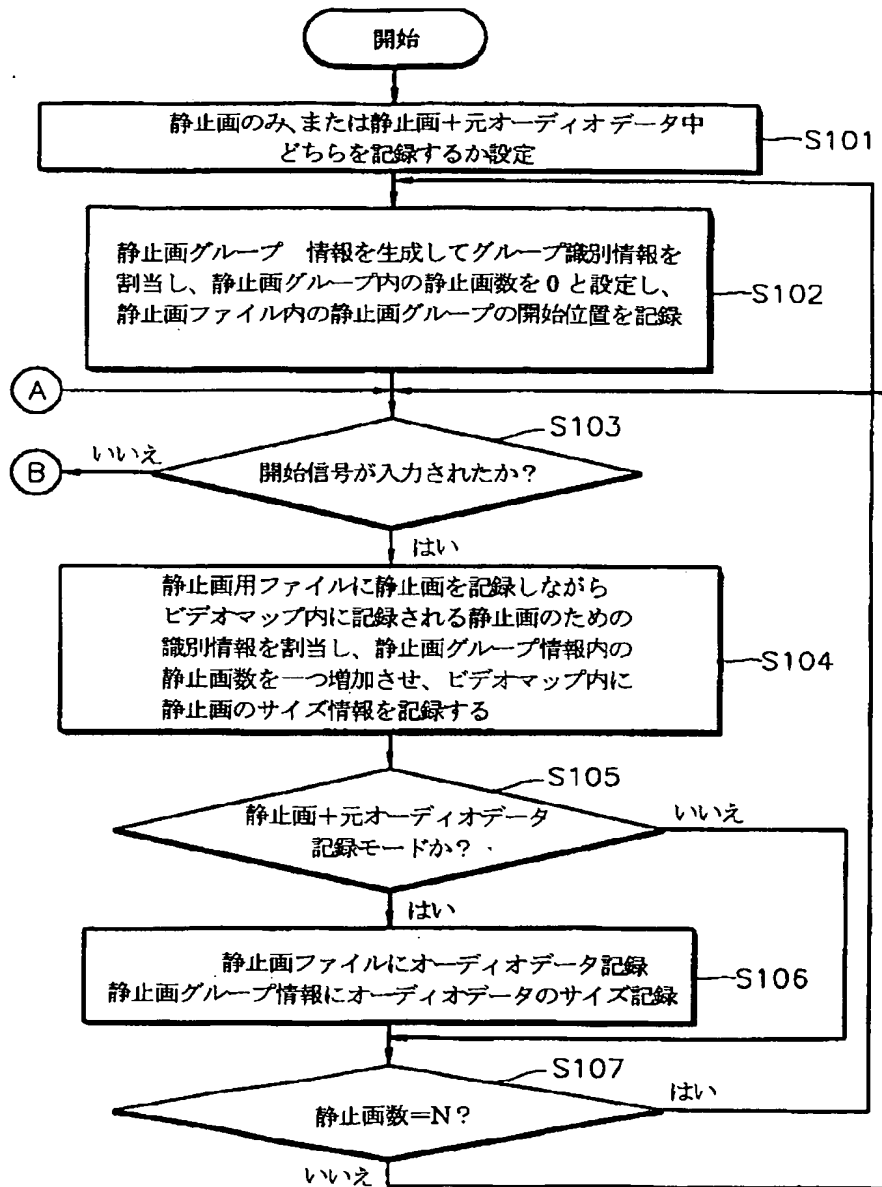 開始
静止画のみ、または静止画+元オーディオデータ中
どちらを記録するか設定
S101
静止画グループ 情報を生成してグループ識別情報を
割当し、静止画グループ内の静止画数を0と設定し、
静止画ファイル内の静止画グループの開始位置を記録
S102
A
S103
B
いいえ
開始信号が入力されたか?
はい
静止画用ファイルに静止画を記録しながら
ビデオマップ内に記録される静止画のための
識別情報を割当し、静止画グループ情報内の
静止画数を一つ増加させ、ビデオマップ内に
静止画のサイズ情報を記録する
S104
S105
静止画+元オーディオデータ
記録モードか?
いいえ
はい
静止画ファイルにオーディオデータ記録
静止画グループ情報にオーディオデータのサイズ記録
S106
S107
静止画数=N?
はい
いいえ